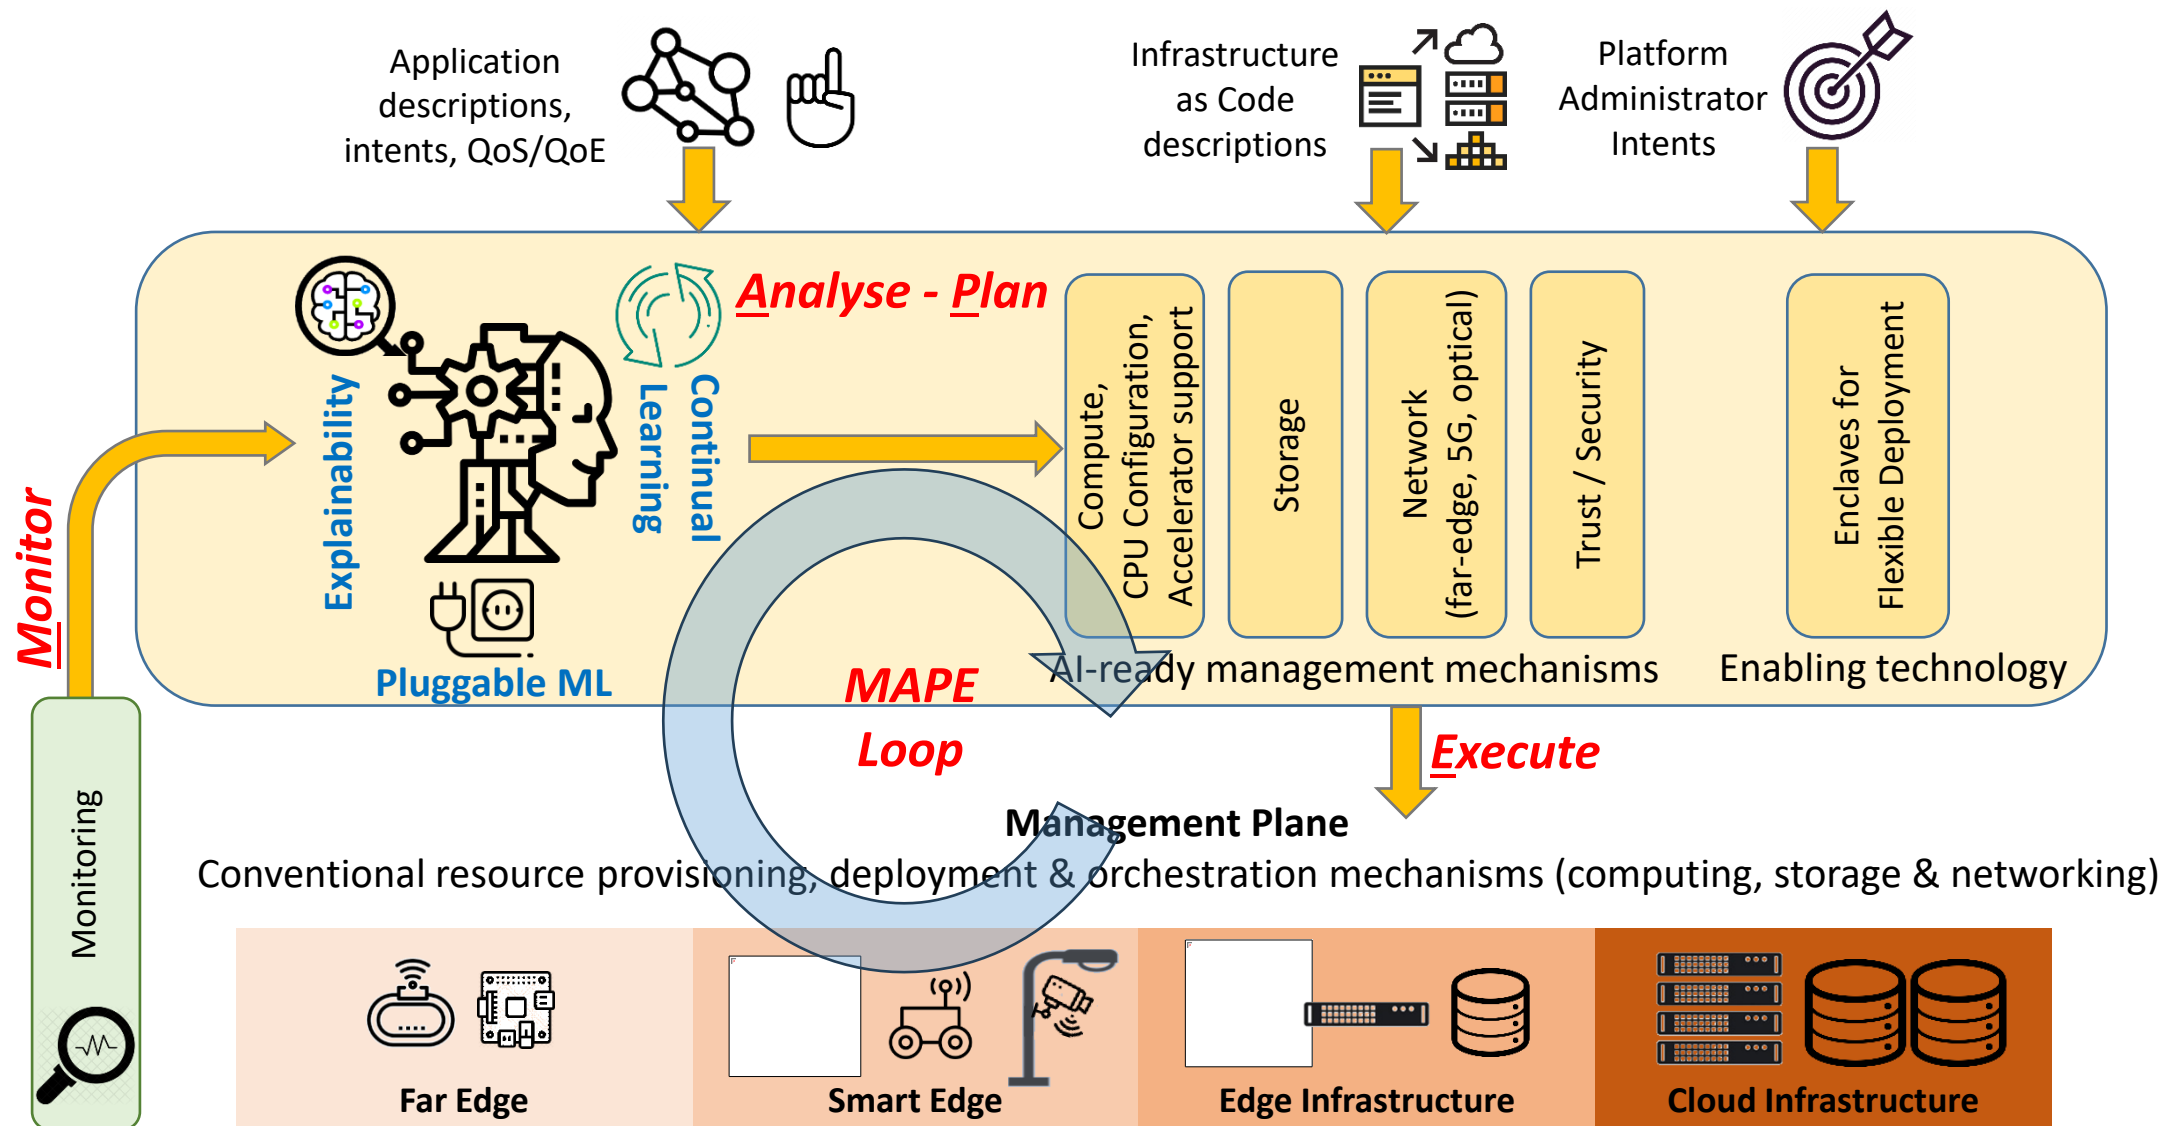 Application
descriptions,
intents, QoS/QoE
Infrastructure
as Code
descriptions
Platform
Administrator
Intents
Monitor
Monitoring
Explainability
Continual
Learning
Pluggable ML
Analyse - Plan
MAPE
Loop
Compute,
CPU Configuration,
Accelerator support
Storage
Network
(far-edge, 5G, optical)
Trust / Security
AI-ready management mechanisms
Enclaves for
Flexible Deployment
Enabling technology
Execute
Management Plane
Conventional resource provisioning, deployment & orchestration mechanisms (computing, storage & networking)
Far Edge
Smart Edge
Edge Infrastructure
Cloud Infrastructure